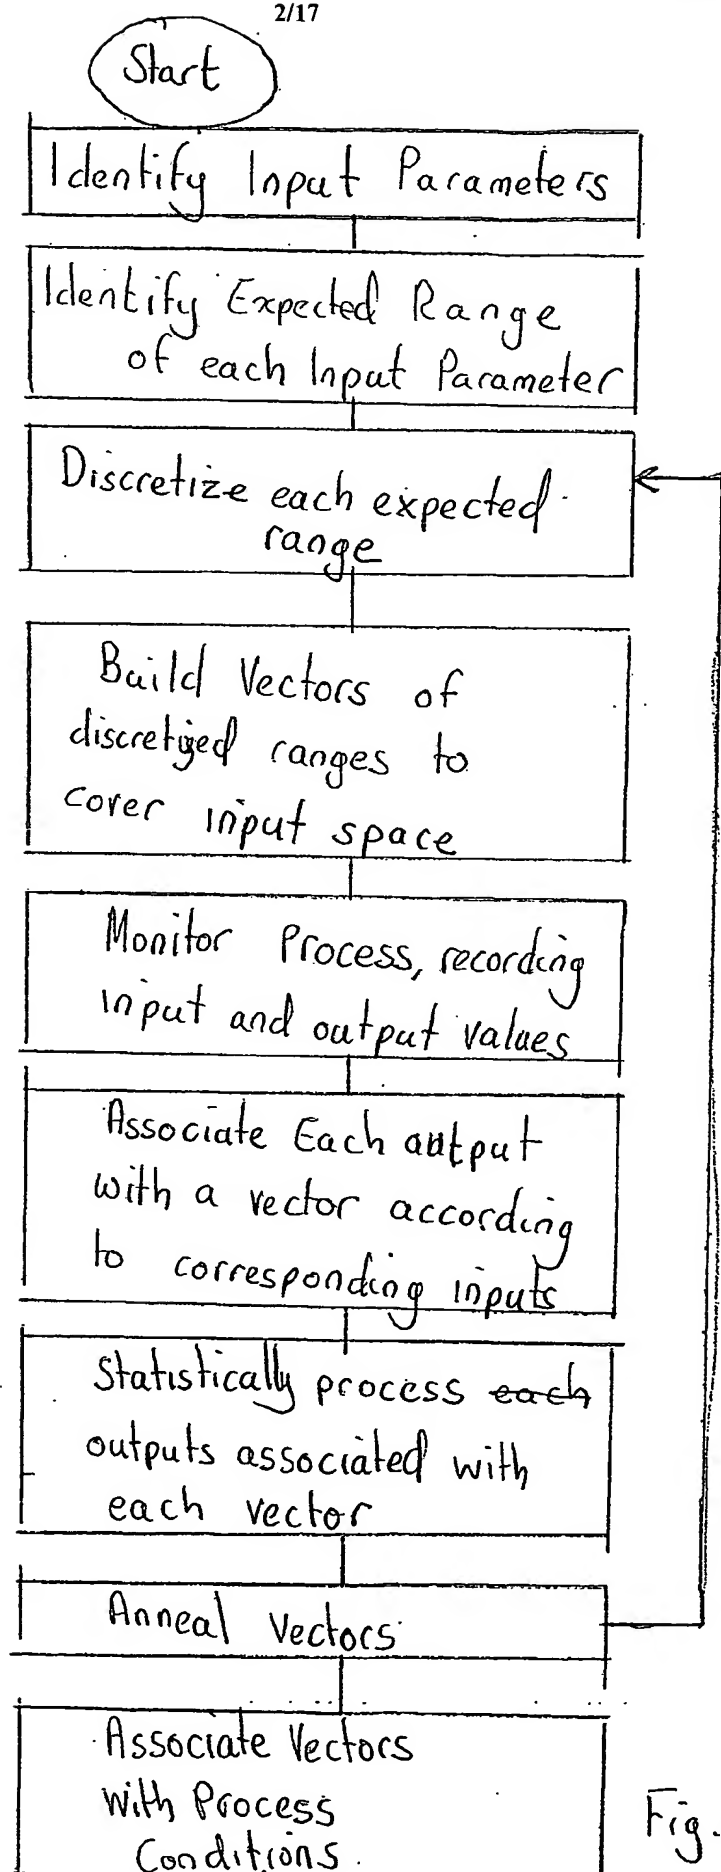 2/17
Start
Identify Input Parameters
Identify Expected Range
of each Input Parameter
Discretize each expected
range
Build Vectors of
discretized ranges to
cover input space
Monitor Process, recording
input and output values
Associate Each output
with a vector according
to corresponding inputs
Statistically process each
outputs associated with
each vector
Anneal Vectors
Associate Vectors
with Process
Conditions.
Fig.